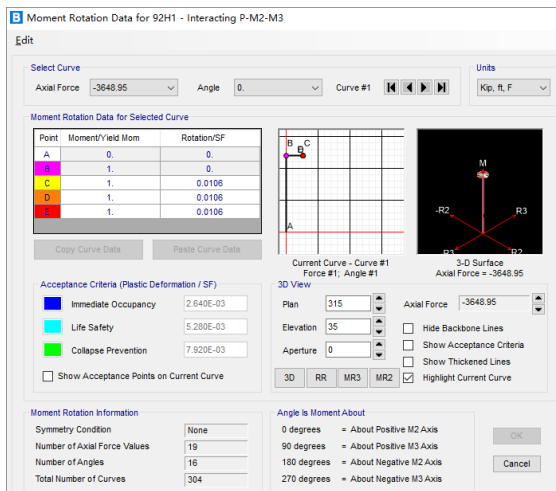 B Moment Rotation Data for 92H1 - Interacting P-M2-M3
Edit
Select Curve
Axial Force -3648.95 Angle 0. Curve #1
Units
Kip, ft, F
Moment Rotation Data for Selected Curve
Point Moment/Yield Mom Rotation/SF
A 0. 0.
B 1. 0.
C 1. 0.0106
D 1. 0.0106
E 1. 0.0106
Copy Curve Data Paste Curve Data
B C
E
A
Current Curve - Curve #1
Force #1; Angle #1
M
-R2 R3
R3 R2
3-D Surface
Axial Force = -3648.95
Acceptance Criteria (Plastic Deformation / SF)
Immediate Occupancy 2.640E-03
Life Safety 5.280E-03
Collapse Prevention 7.920E-03
Show Acceptance Points on Current Curve
3D View
Plan 315
Elevation 35
Aperture 0
3D RR MR3 MR2
Axial Force -3648.95
Hide Backbone Lines
Show Acceptance Criteria
Show Thickened Lines
Highlight Current Curve
Moment Rotation Information
Symmetry Condition None
Number of Axial Force Values 19
Number of Angles 16
Total Number of Curves 304
Angle Is Moment About
0 degrees = About Positive M2 Axis
90 degrees = About Positive M3 Axis
180 degrees = About Negative M2 Axis
270 degrees = About Negative M3 Axis
OK
Cancel